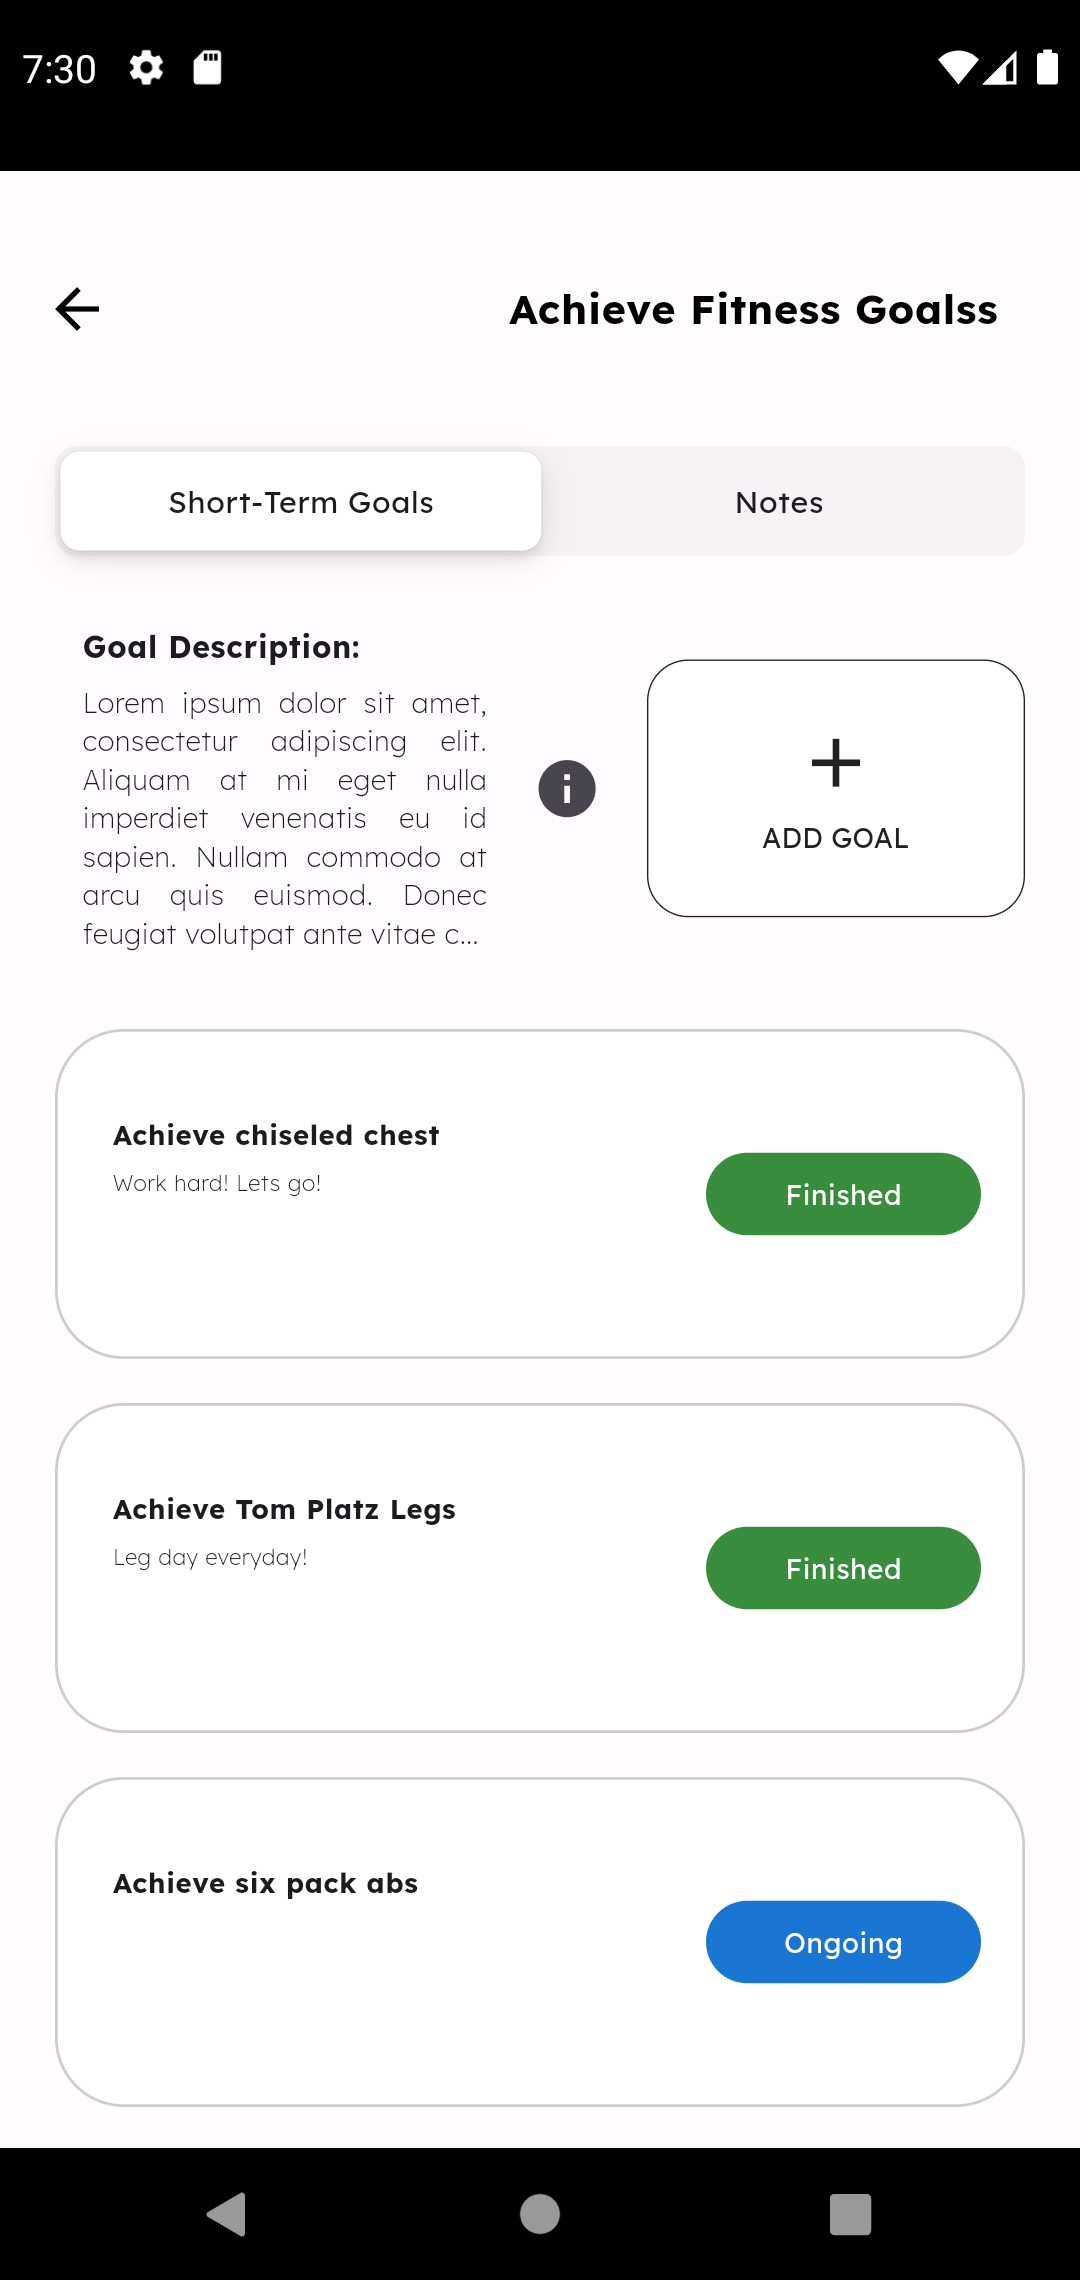 7:30
Achieve Fitness Goalss
Short-Term Goals
Notes
Goal Description:
Lorem ipsum dolor sit amet,
consectetur adipiscing elit.
Aliquam at mi eget nulla
imperdiet venenatis eu id
sapien. Nullam commodo at
arcu quis euismod. Donec
feugiat volutpat ante vitae c...
ADD GOAL
Achieve chiseled chest
Work hard! Lets go!
Finished
Achieve Tom Platz Legs
Leg day everyday!
Finished
Achieve six pack abs
Ongoing